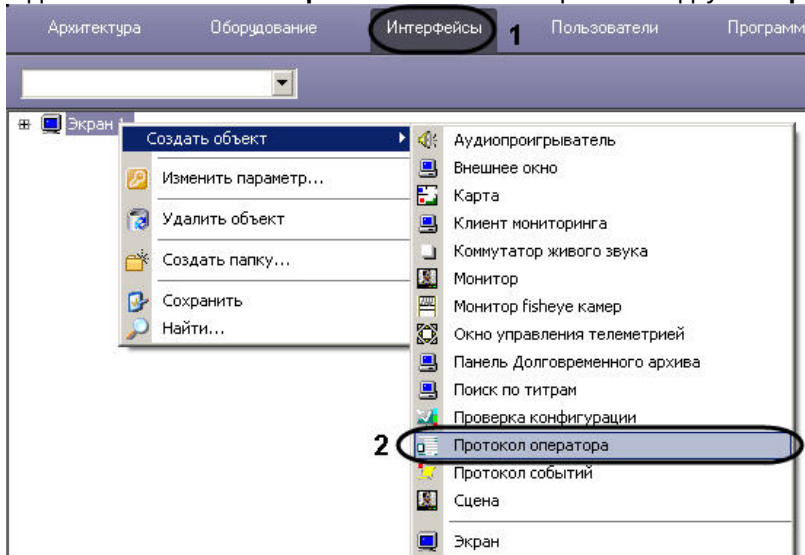 Архитектура Оборудование Интерфейсы 1 Пользователи Программ
Экран 1
Создать объект
Изменить параметр...
Удалить объект
Создать папку...
Сохранить
Найти...
Аудиопроигрыватель
Внешнее окно
Карта
Клиент мониторинга
Коммутатор живого звука
Монитор
Монитор fisheye камер
Окно управления телеметрией
Панель Долговременного архива
Поиск по титрам
Проверка конфигурации
2 Протокол оператора
Протокол событий
Сцена
Экран